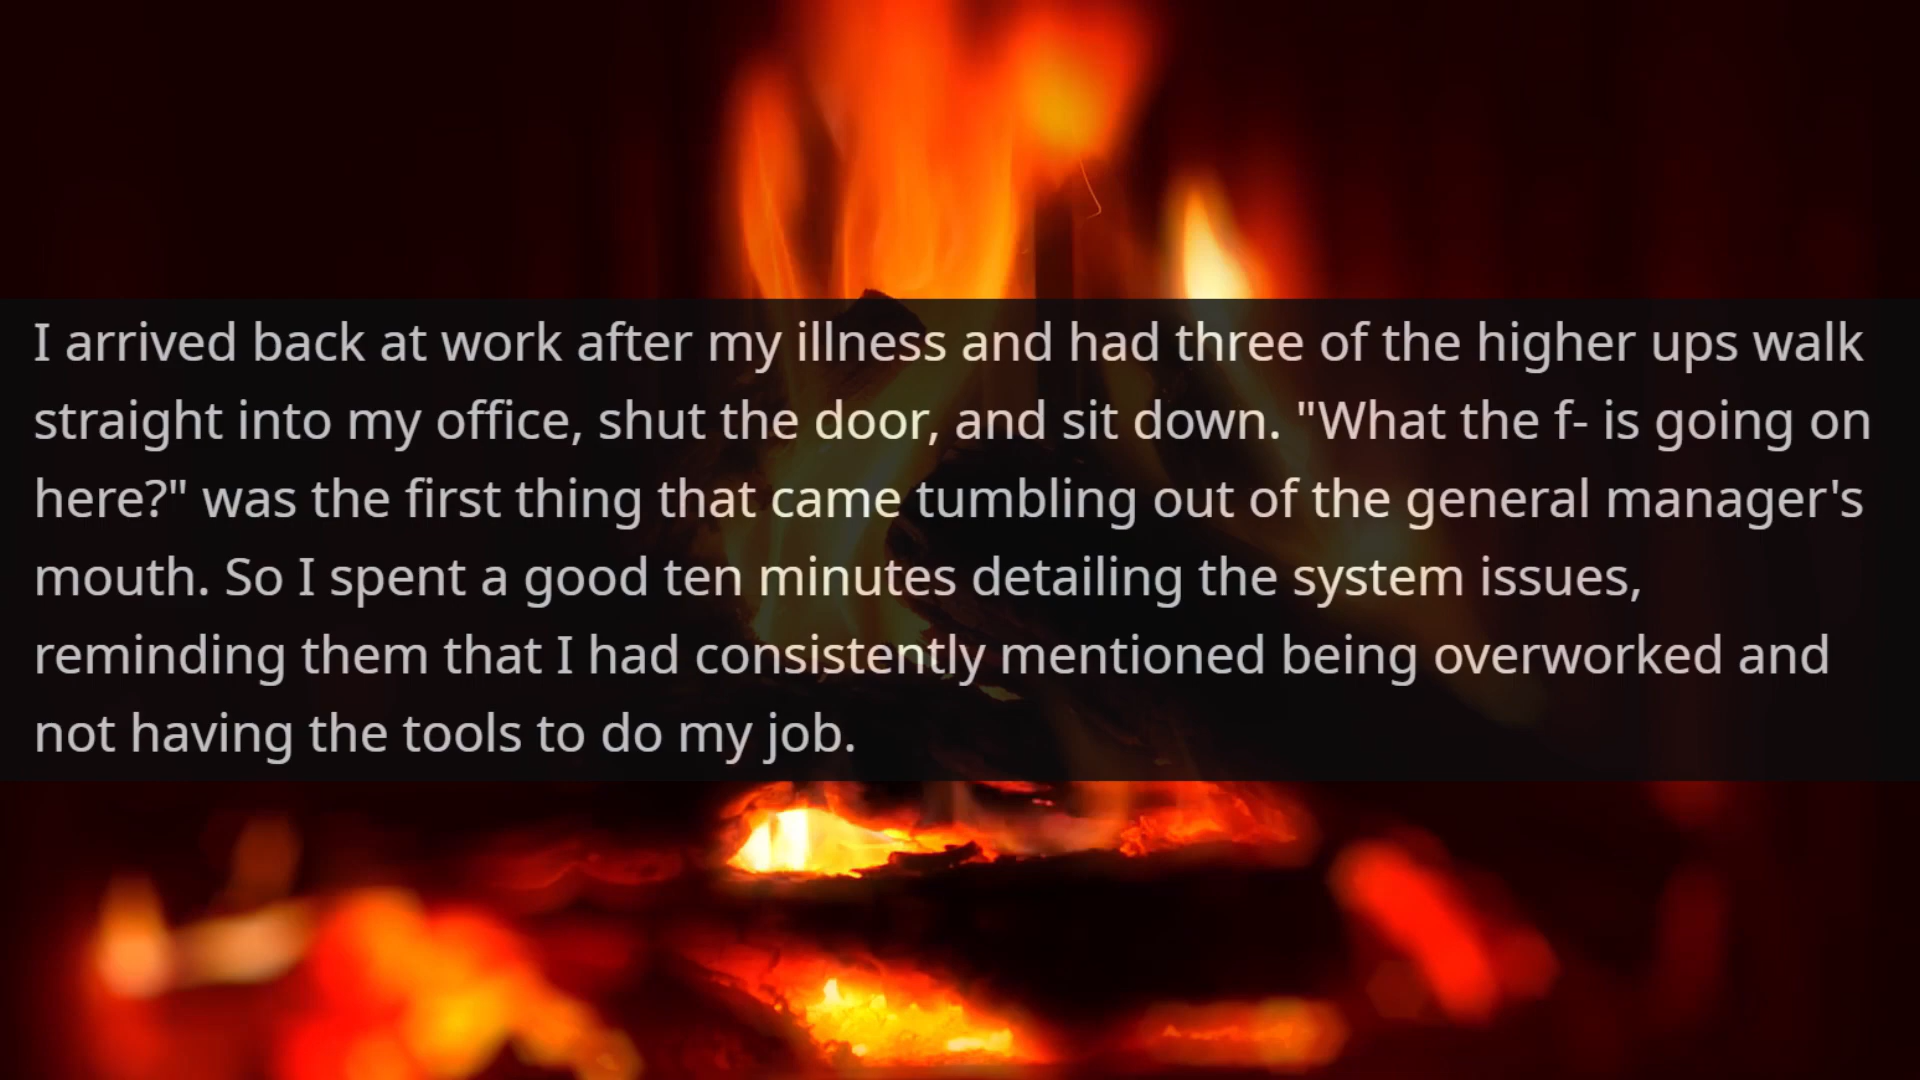 I arrived back at work after my illness and had three of the higher ups walk
straight into my office, shut the door, and sit down. "What the f- is going on
here?" was the first thing that came tumbling out of the general manager's
mouth. So I spent a good ten minutes detailing the system issues,
reminding them that I had consistently mentioned being overworked and
not having the tools to do my job.